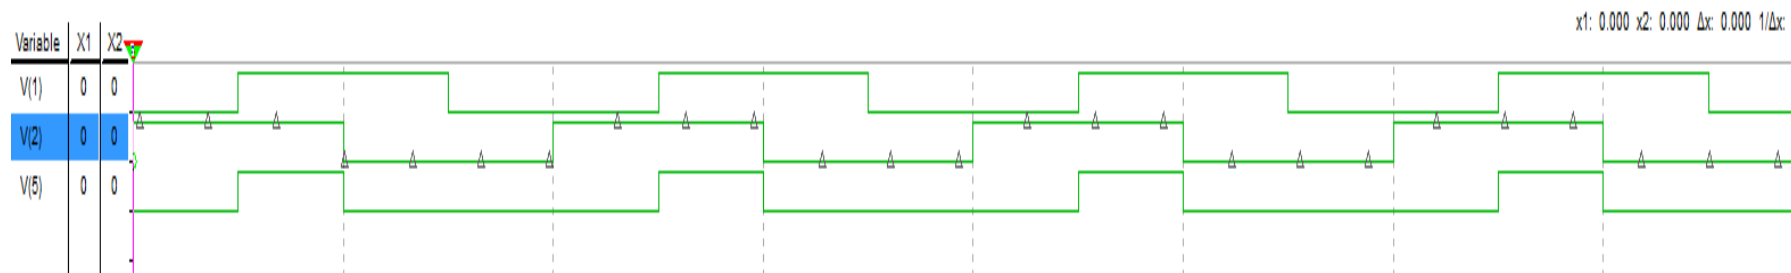 x1: 0.000 x2: 0.000 Δx: 0.000 1/Δx:
Variable X1 X2
V(1) 0 0
V(2) 0 0
V(5) 0 0